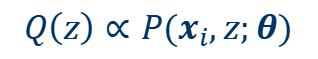 Q(z) ∝ P(xᵢ, z; θ)